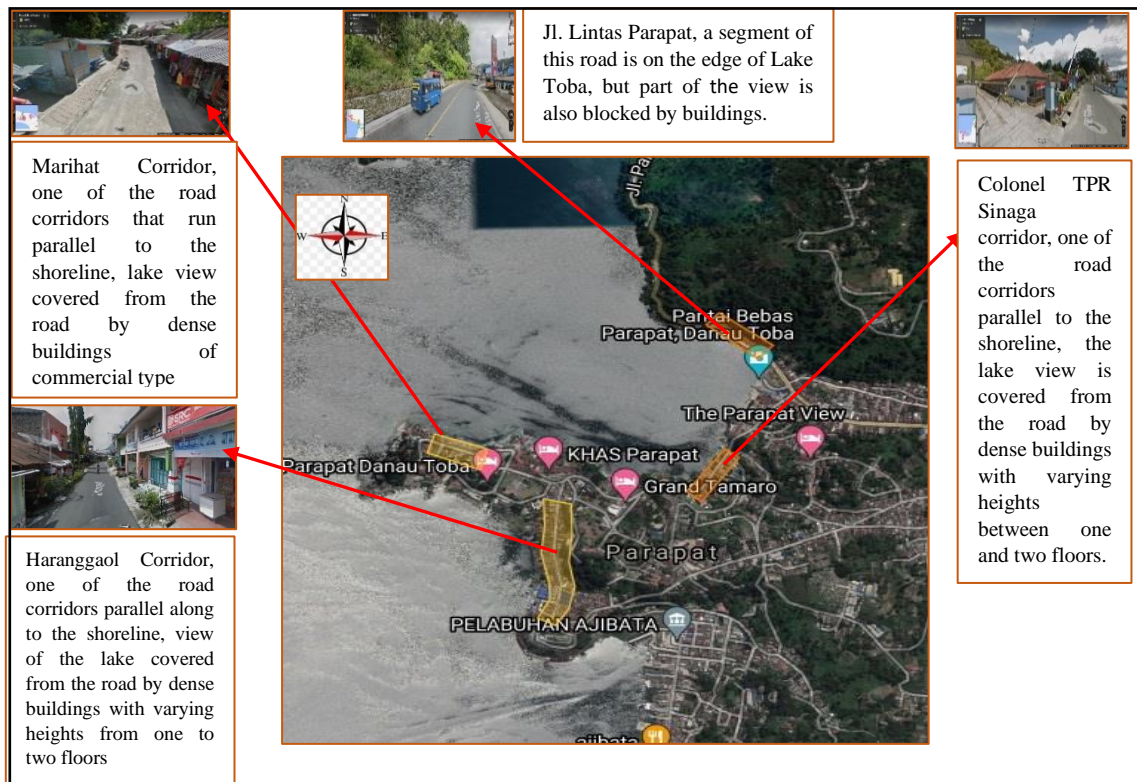 Jl. Lintas Parapat, a segment of
this road is on the edge of Lake
Toba, but part of the view is
also blocked by buildings.
Marihat Corridor,
one of the road
corridors that run
parallel to the
shoreline, lake view
covered from the
road by dense
buildings of
commercial type
Colonel TPR
Sinaga
corridor, one of
the road
corridors
parallel to the
shoreline, the
lake view is
covered from
the road by
dense buildings
with varying
heights
between one
and two floors.
N
W E
S
Jl. Pa
Pantai Bebas
Parapat, Danau Toba
The Parapat View
KHAS Parapat
Parapat Danau Toba
Grand Tamaro
Parapat
PELABUHAN AJIBATA
ajibata
SRC
Haranggaol Corridor,
one of the road
corridors parallel along
to the shoreline, view
of the lake covered
from the road by dense
buildings with varying
heights from one to
two floors